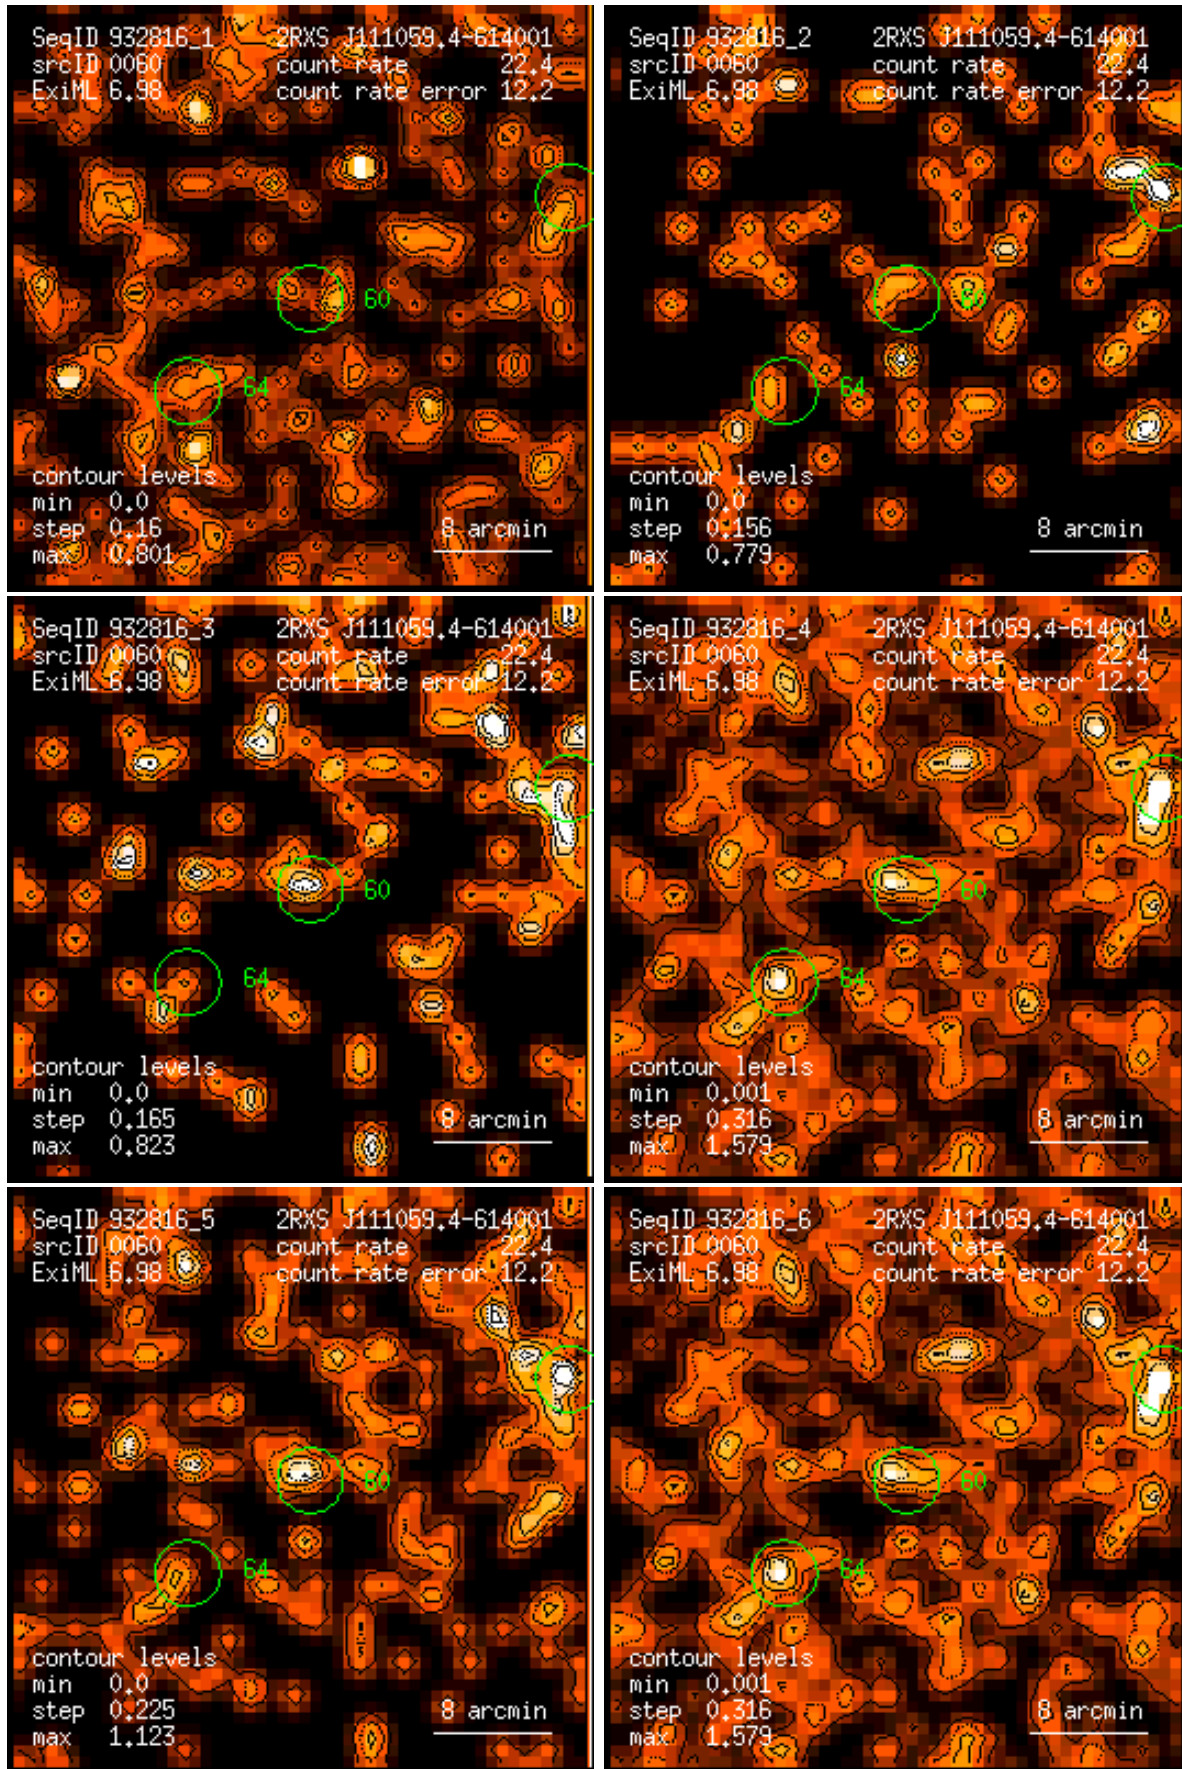 SeqID 932816_1 2RXS J111059.4-614001
srcID 0060 count rate 22.4
ExiML 6.98 count rate error 12.2
60
64
contour levels
min 0.0
step 0.16
max 0.801
8 arcmin
SeqID 932816_2 2RXS J111059.4-614001
srcID 0060 count rate 22.4
ExiML 6.98 count rate error 12.2
60
64
contour levels
min 0.0
step 0.156
max 0.779
8 arcmin
SeqID 932816_3 2RXS J111059.4-614001
srcID 0060 count rate 22.4
ExiML 6.98 count rate error 12.2
60
64
contour levels
min 0.0
step 0.165
max 0.823
8 arcmin
SeqID 932816_4 2RXS J111059.4-614001
srcID 0060 count rate 22.4
ExiML 6.98 count rate error 12.2
60
64
contour levels
min 0.001
step 0.316
max 1.579
8 arcmin
SeqID 932816_5 2RXS J111059.4-614001
srcID 0060 count rate 22.4
ExiML 6.98 count rate error 12.2
60
64
contour levels
min 0.0
step 0.225
max 1.123
8 arcmin
SeqID 932816_6 2RXS J111059.4-614001
srcID 0060 count rate 22.4
ExiML 6.98 count rate error 12.2
60
64
contour levels
min 0.001
step 0.316
max 1.579
8 arcmin